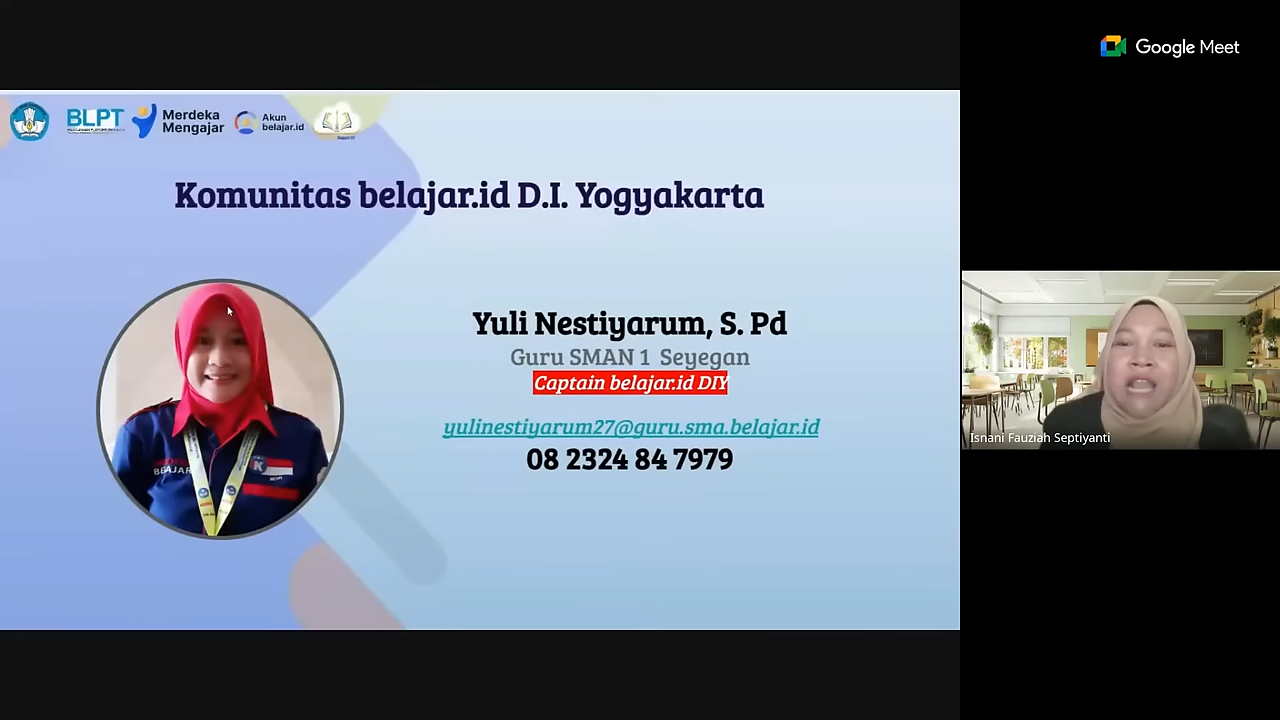 Google Meet
BLPT
Merdeka
Mengajar
Akun
belajar.id
Komunitas belajar.id D.I. Yogyakarta
Yuli Nestiyarum, S. Pd
Guru SMAN 1 Seyegan
Captain belajar.id DIY
yulinestiyarum27@guru.sma.belajar.id
08 2324 84 7979
BELAJAR
Isnani Fauziah Septiyanti